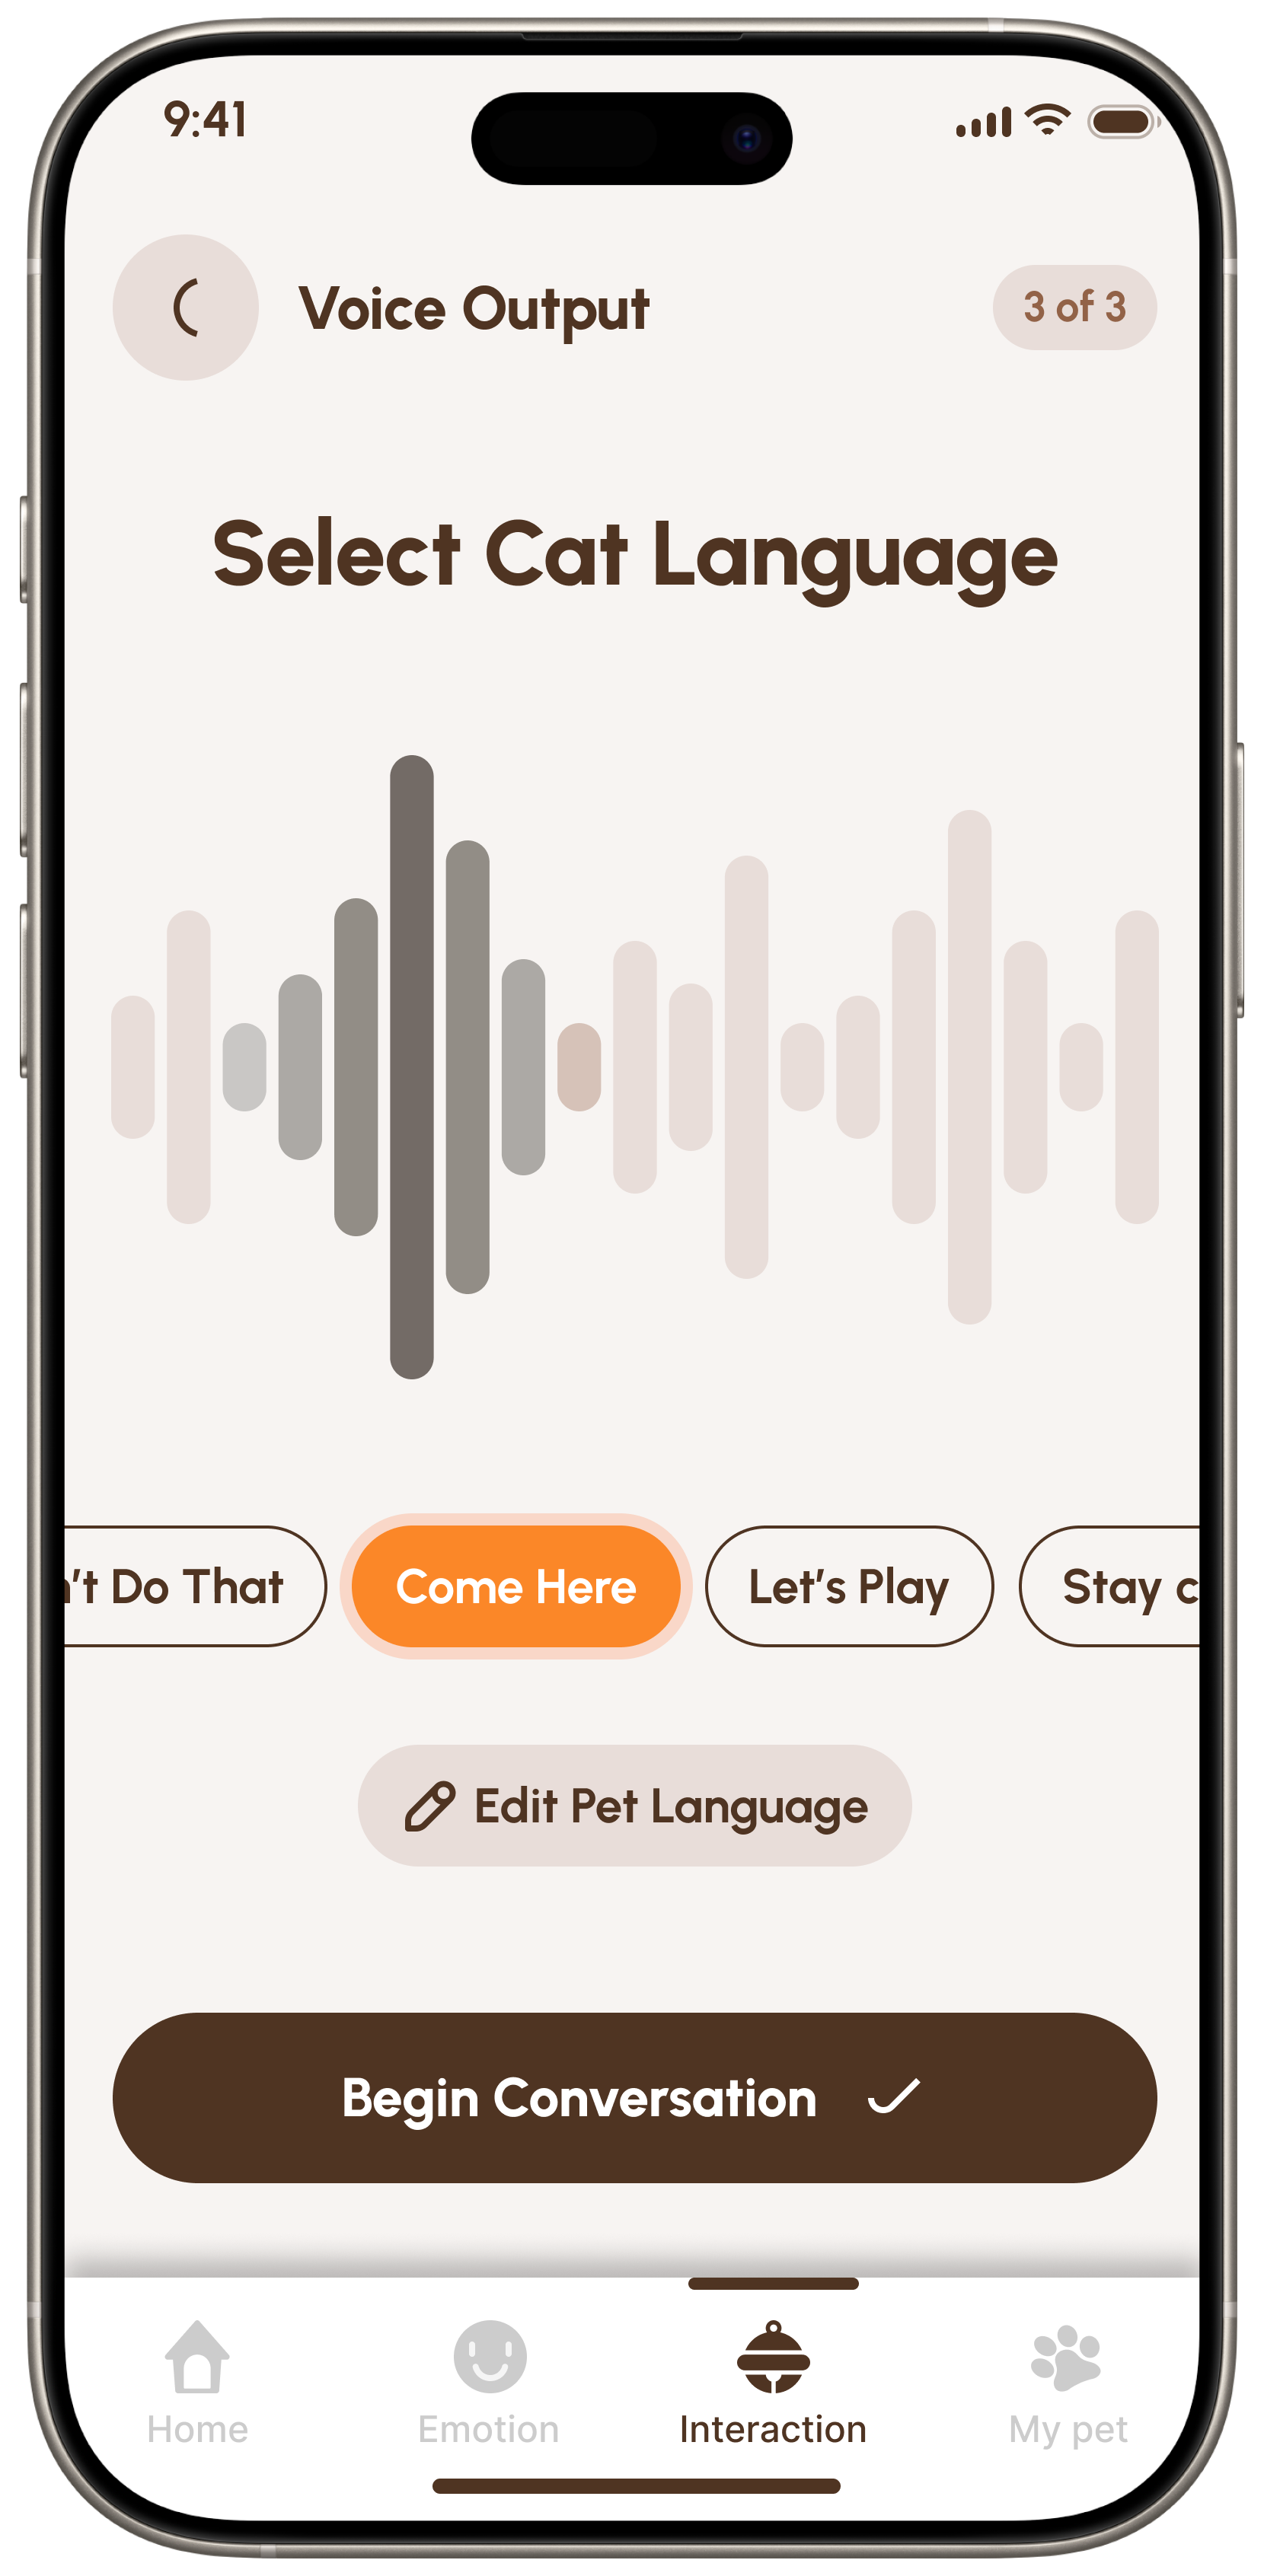 9:41
Voice Output
3 of 3
Select Cat Language
't Do That
Come Here
Let's Play
Stay c
Edit Pet Language
Begin Conversation
Home
Emotion
Interaction
My pet